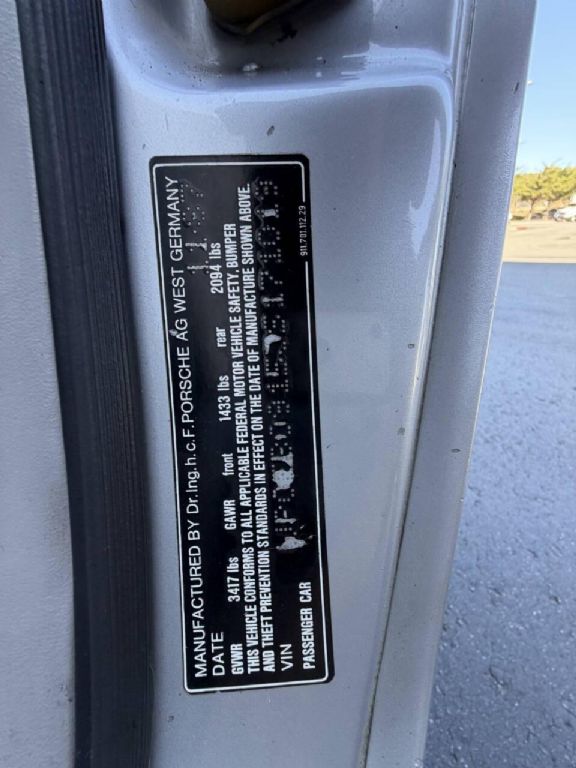 MANUFACTURED BY Dr.Ing.h.c.F.PORSCHE AG WEST GERMANY
DATE 12 87
GVWR 3417 lbs GAWR front 1433 lbs rear 2094 lbs
THIS VEHICLE CONFORMS TO ALL APPLICABLE FEDERAL MOTOR VEHICLE SAFETY, BUMPER
AND THEFT PREVENTION STANDARDS IN EFFECT ON THE DATE OF MANUFACTURE SHOWN ABOVE.
VIN
PASSENGER CAR
911.701.112.29